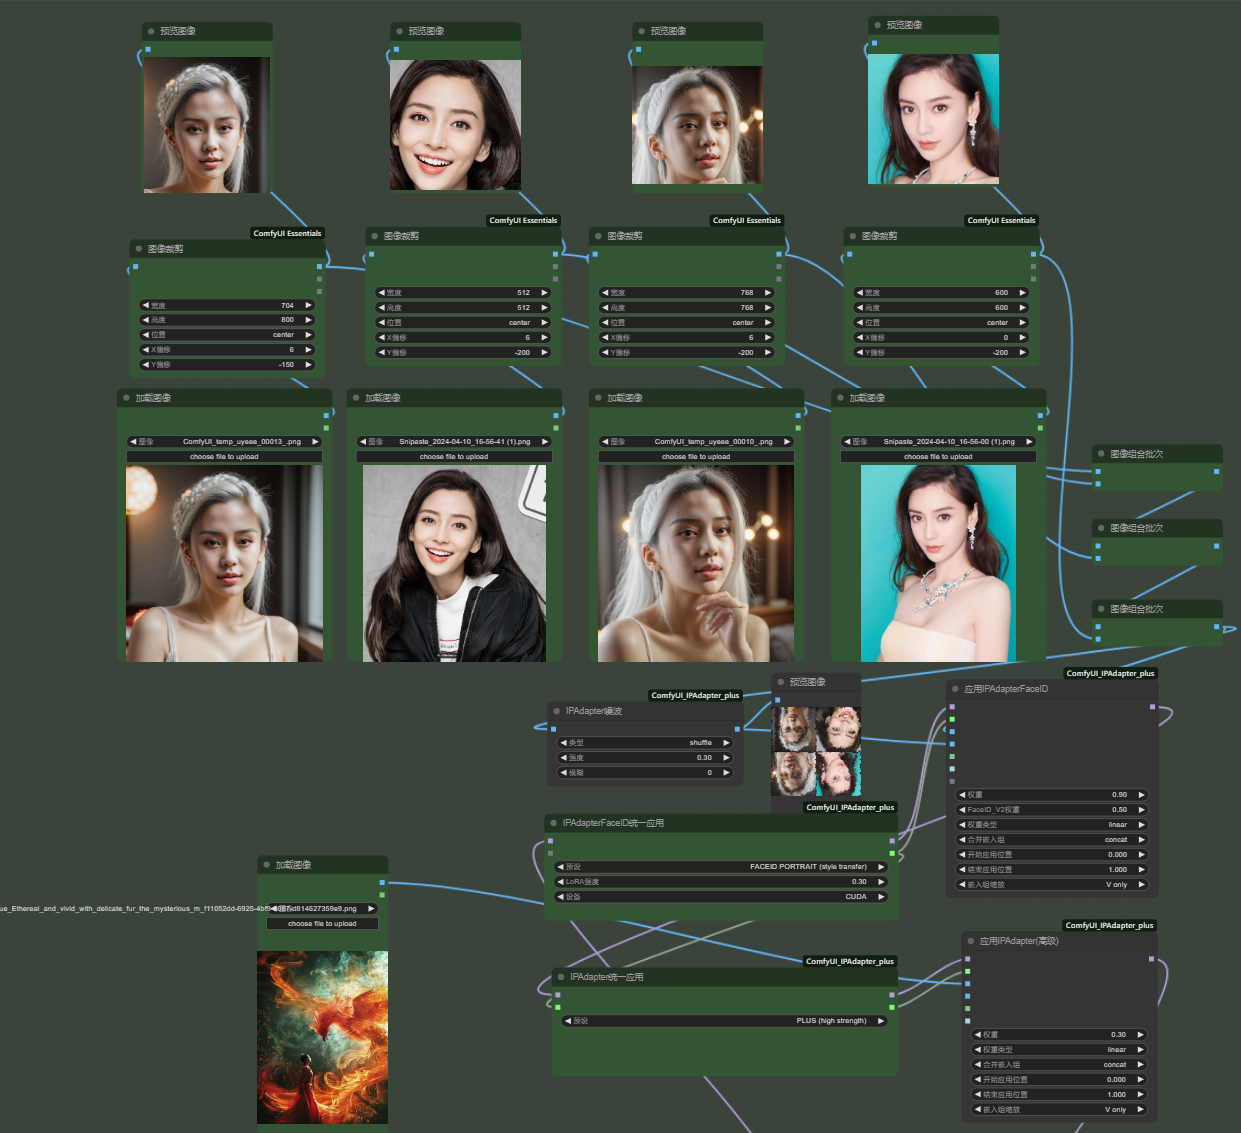 预览图像
预览图像
预览图像
预览图像
ComfyUI Essentials
图像裁剪
宽度 704
高度 800
位置 center
X偏移 6
Y偏移 -150
ComfyUI Essentials
图像裁剪
宽度 512
高度 512
位置 center
X偏移 6
Y偏移 -200
ComfyUI Essentials
图像裁剪
宽度 768
高度 768
位置 center
X偏移 6
Y偏移 -200
ComfyUI Essentials
图像裁剪
宽度 600
高度 600
位置 center
X偏移 0
Y偏移 -200
加载图像
图像 ComfyUI_temp_uyeee_00013_.png
choose file to upload
加载图像
图像 Snipaste_2024-04-10_16-56-41 (1).png
choose file to upload
加载图像
图像 ComfyUI_temp_uyeee_00010_.png
choose file to upload
加载图像
图像 Snipaste_2024-04-10_16-56-00 (1).png
choose file to upload
图像组合批次
图像组合批次
图像组合批次
ComfyUI_IPAdapter_plus
IPAdapter噪波
类型 shuffle
强度 0.30
模糊 0
预览图像
ComfyUI_IPAdapter_plus
应用IPAdapterFaceID
权重 0.90
FaceID_V2权重 0.50
权重类型 linear
合并嵌入组 concat
开始应用位置 0.000
结束应用位置 1.000
嵌入组缩放 V only
ComfyUI_IPAdapter_plus
IPAdapterFaceID统一应用
预设 FACEID PORTRAIT (style transfer)
LoRA强度 0.30
设备 CUDA
加载图像
ue_Ethereal_and_vivid_with_delicate_fur_the_mysterious_m_f11052dd-6925-4bf9 d814627359e9.png
choose file to upload
ComfyUI_IPAdapter_plus
IPAdapter统一应用
预设 PLUS (high strength)
ComfyUI_IPAdapter_plus
应用IPAdapter(高级)
权重 0.30
权重类型 linear
合并嵌入组 concat
开始应用位置 0.000
结束应用位置 1.000
嵌入组缩放 V only